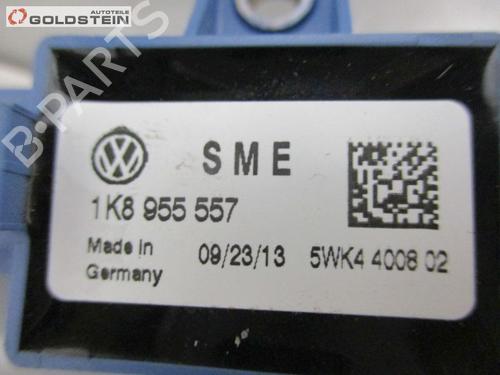 GOLDSTEIN
AUTOTEILE
B-PARTS
SME
1K8 955 557
Made in
Germany
09/23/13
5WK4 4008 02